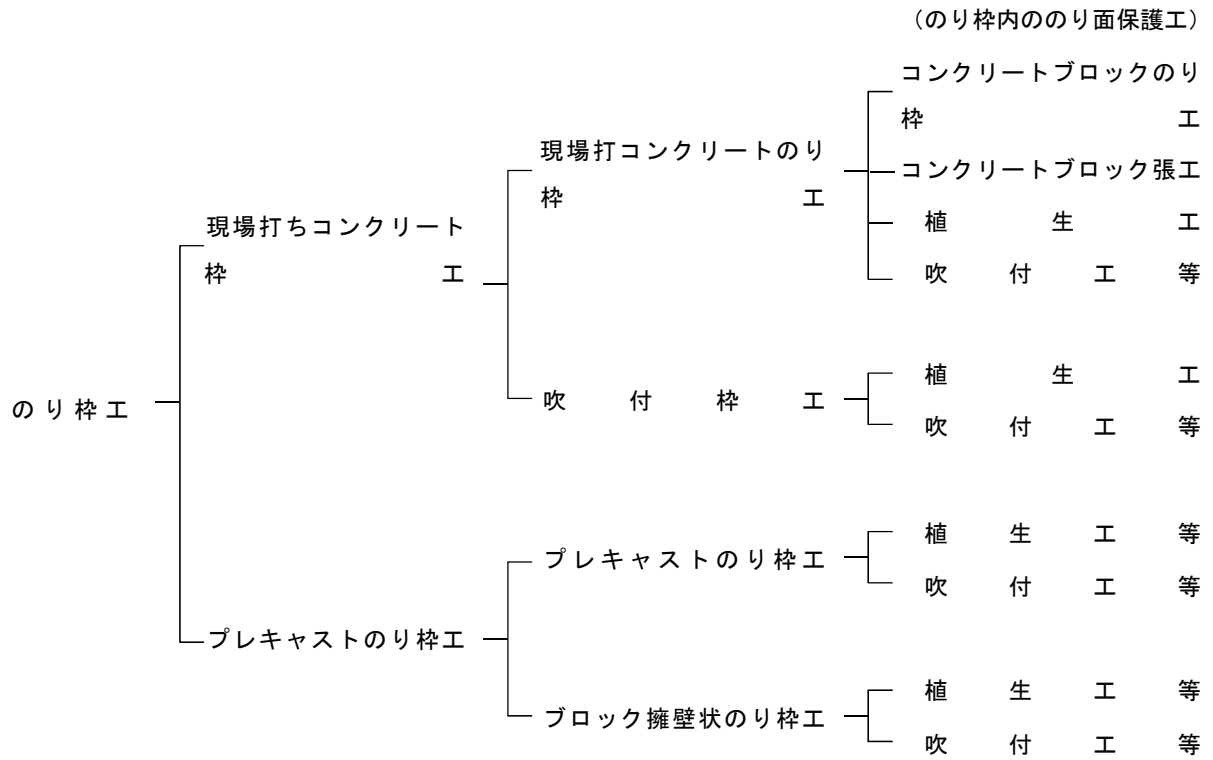 （のり枠内ののり面保護工）
コンクリートブロックのり
枠工
現場打コンクリートのり
枠工
コンクリートブロック張工
植生工
吹付工等
現場打ちコンクリート
枠工
吹付枠工
植生工
吹付工等
のり枠工
プレキャストのり枠工
植生工等
吹付工等
プレキャストのり枠工
ブロック擁壁状のり枠工
植生工等
吹付工等